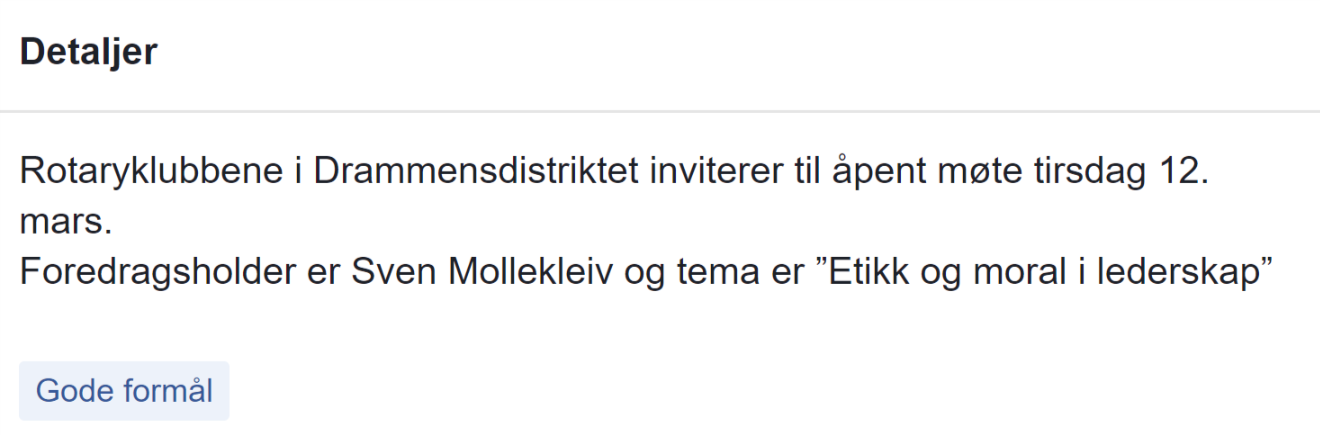 Detaljer
Rotaryklubbene i Drammensdistriktet inviterer til åpent møte tirsdag 12.
mars.
Foredragsholder er Sven Mollekleiv og tema er ”Etikk og moral i lederskap”
Gode formål